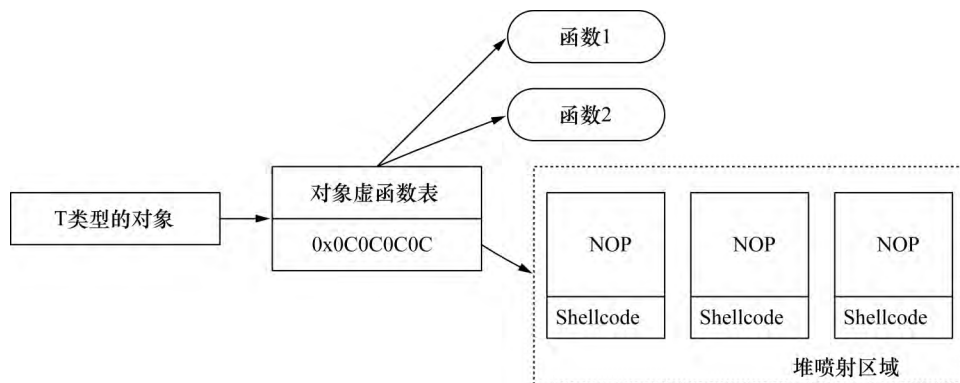 函数1
函数2
对象虚函数表
T类型的对象
0x0C0C0C0C
NOP
NOP
NOP
Shellcode
Shellcode
Shellcode
堆喷射区域